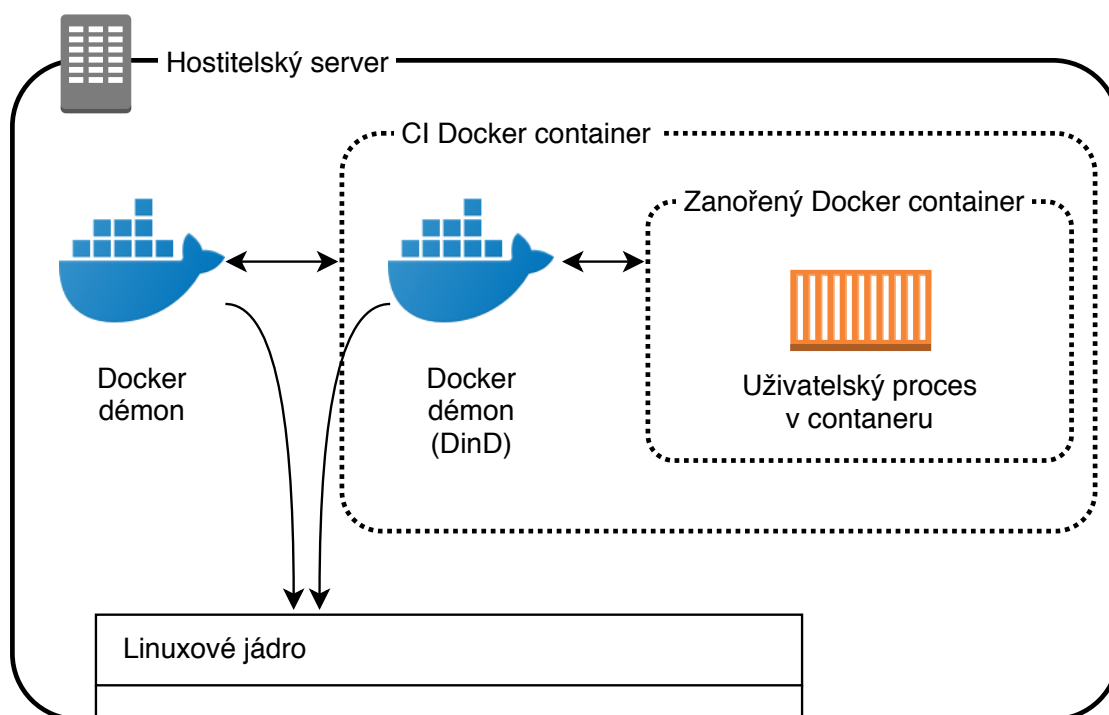 Hostitelský server
CI Docker container
Zanořený Docker container
Docker
démon
Docker
démon
(DinD)
Uživatelský proces
v contaneru
Linuxové jádro